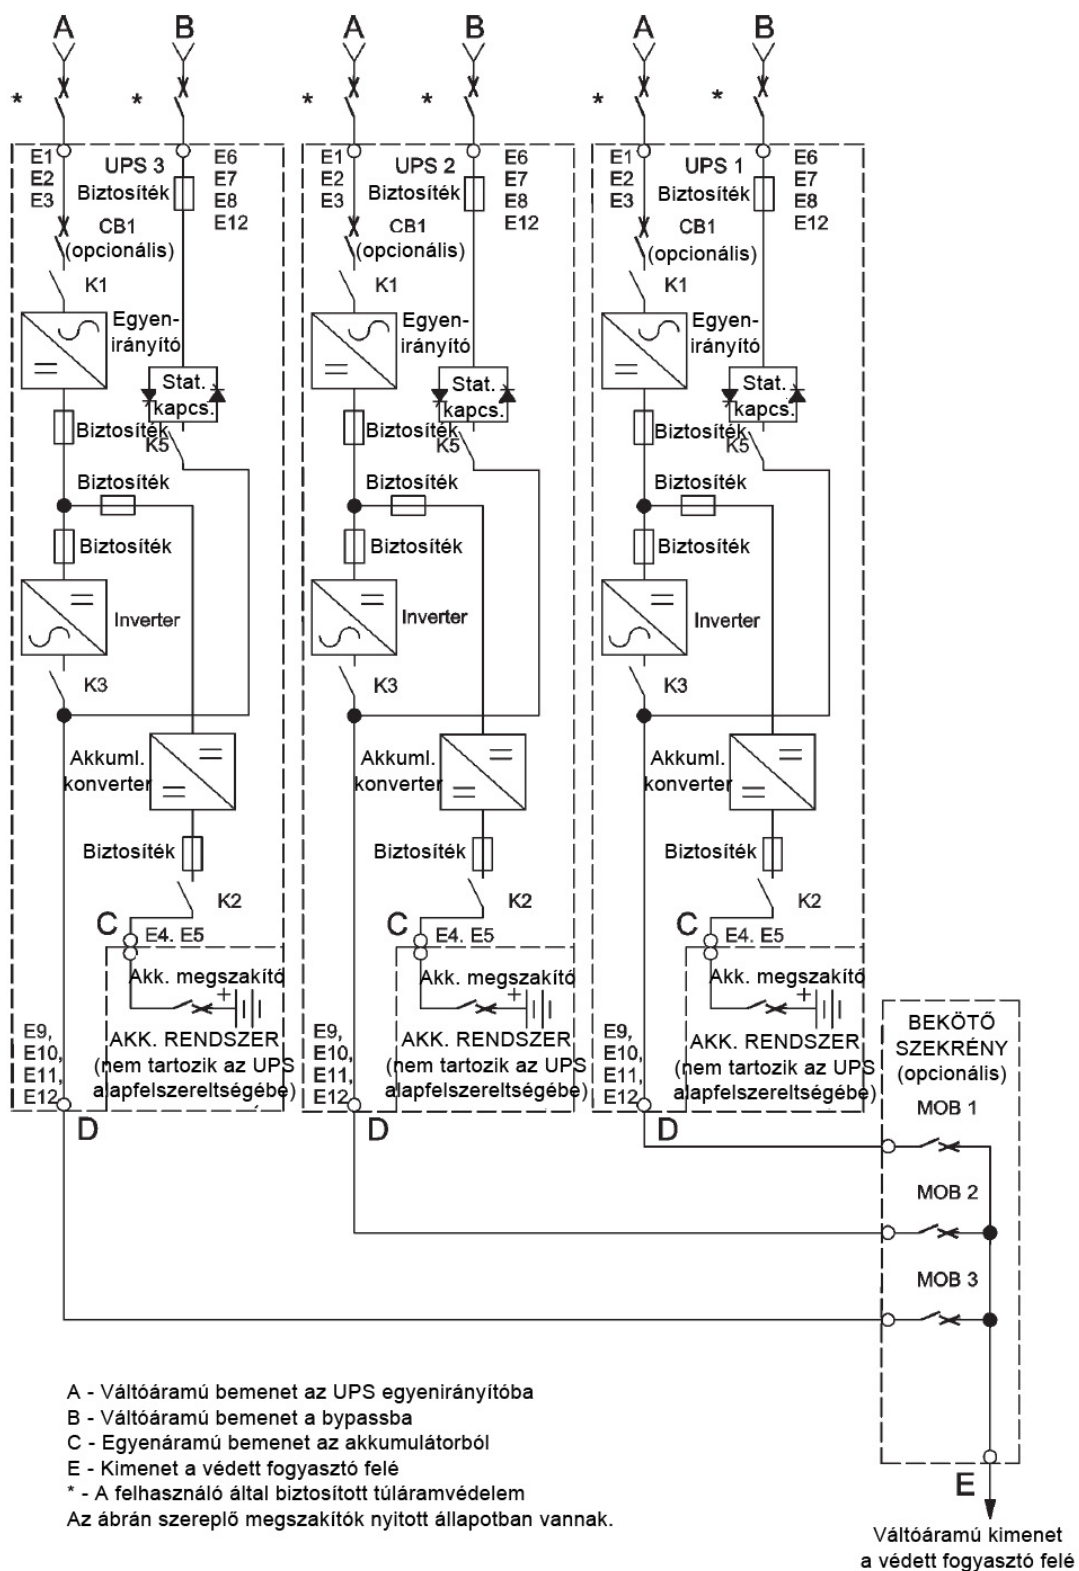 A B A B A B
* * * * * *
E1 UPS 3 E6
E2 Biztosíték E7
E3 E8
CB1 E12
(opcionális)
K1
Egyen-
irányító
Stat.
kapcs.
Biztosíték
K5
Biztosíték
Biztosíték
Inverter
K3
Akkuml.
konverter
Biztosíték
K2
C E4. E5
Akk. megszakító
+
E9, AKK. RENDSZER
E10, (nem tartozik az UPS
E11, alapfelszereltségébe)
E12
D
E1 UPS 2 E6
E2 Biztosíték E7
E3 E8
CB1 E12
(opcionális)
K1
Egyen-
irányító
Stat.
kapcs.
Biztosíték
K5
Biztosíték
Biztosíték
Inverter
K3
Akkuml.
konverter
Biztosíték
K2
C E4. E5
Akk. megszakító
+
E9, AKK. RENDSZER
E10, (nem tartozik az UPS
E11, alapfelszereltségébe)
E12
D
E1 UPS 1 E6
E2 Biztosíték E7
E3 E8
CB1 E12
(opcionális)
K1
Egyen-
irányító
Stat.
kapcs.
Biztosíték
K5
Biztosíték
Biztosíték
Inverter
K3
Akkuml.
konverter
Biztosíték
K2
C E4. E5
Akk. megszakító
+
E9, AKK. RENDSZER
E10, (nem tartozik az UPS
E11, alapfelszereltségébe)
E12
D
BEKÖTŐ
SZEKRÉNY
(opcionális)
MOB 1
MOB 2
MOB 3
E
Váltóáramú kimenet
a védett fogyasztó felé
A - Váltóáramú bemenet az UPS egyenirányítóba
B - Váltóáramú bemenet a bypassba
C - Egyenáramú bemenet az akkumulátorból
E - Kimenet a védett fogyasztó felé
* - A felhasználó által biztosított túláramvédelem
Az ábrán szereplő megszakítók nyitott állapotban vannak.